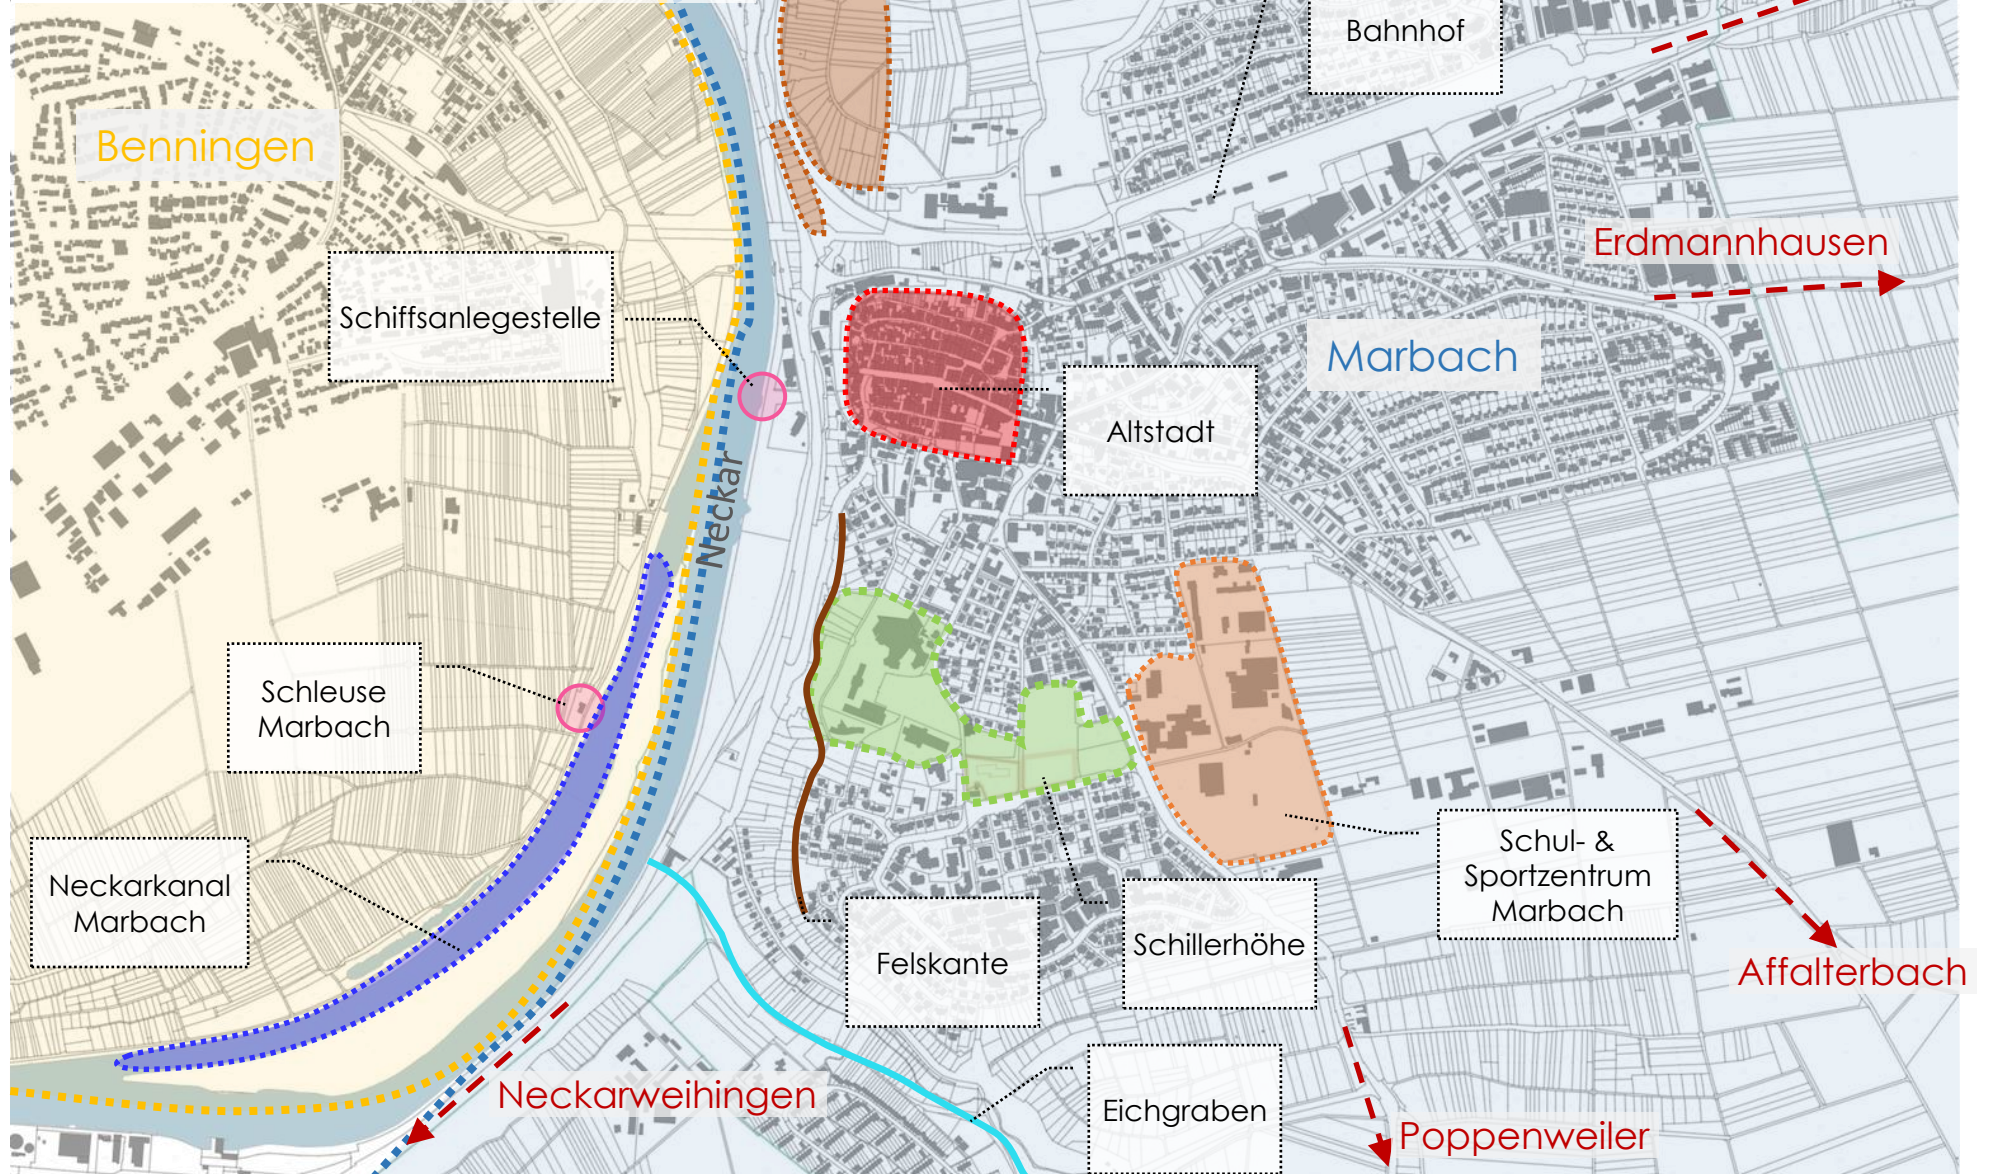 Bahnhof
Benningen
Erdmannhausen
Schiffsanlegestelle
Marbach
Altstadt
Neckar
Schleuse
Marbach
Neckarkanal
Marbach
Schul- &
Sportzentrum
Marbach
Felskante
Schillerhöhe
Affalterbach
Neckarweihingen
Eichgraben
Poppenweiler